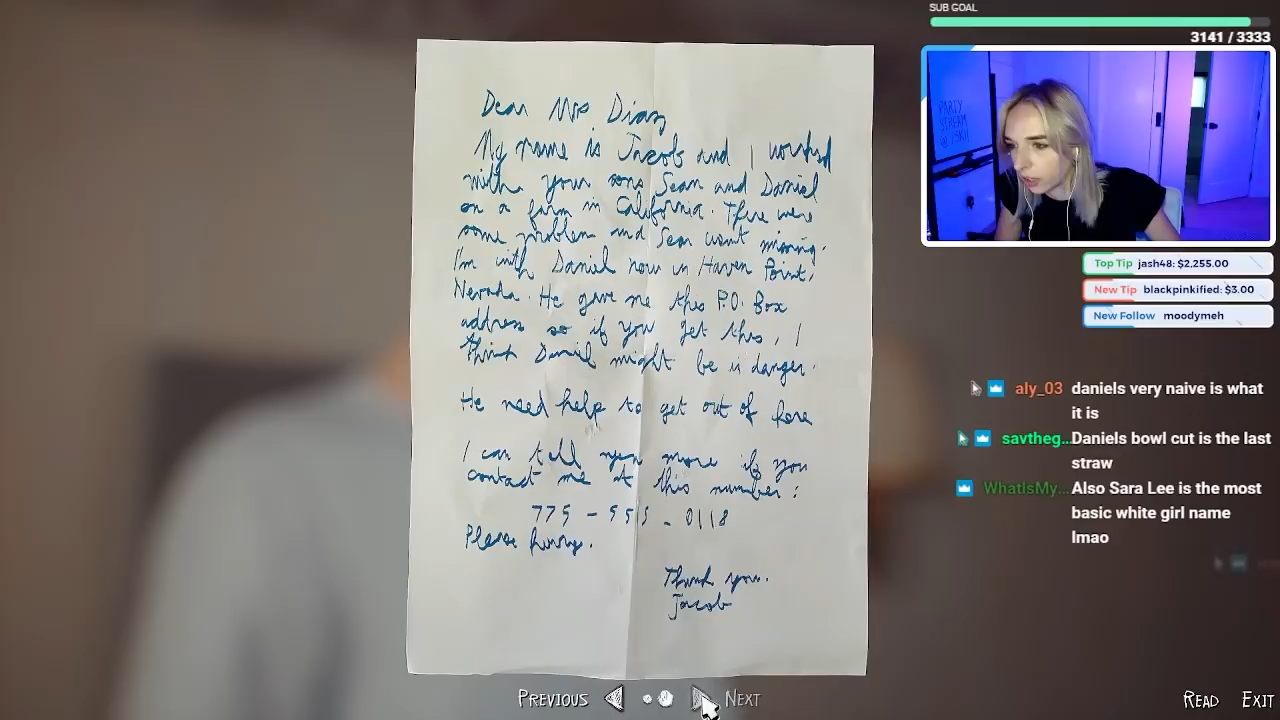 SUB GOAL
3141 / 3333
PARTY
STREAM
Dear Mrs Diaz
My name is Jacob and I worked
with your sons Sean and Daniel
on a farm in California. There were
some problem and Sean went missing.
I'm with Daniel now in Haven Point,
Nevada. He gave me this P.O. Box
address so if you get this, I
think Daniel might be in danger.
He need help to get out of here
I can tell you more if you
contact me at this number:
775-555-0118
Please hurry.
Thank you.
Jacob
Top Tip jash48: $2,255.00
New Tip blackpinkified: $3.00
New Follow moodymeh
aly_03 daniels very naive is what
it is
savtheg... Daniels bowl cut is the last
straw
WhatIsMy... Also Sara Lee is the most
basic white girl name
lmao
PREVIOUS NEXT
READ EXIT